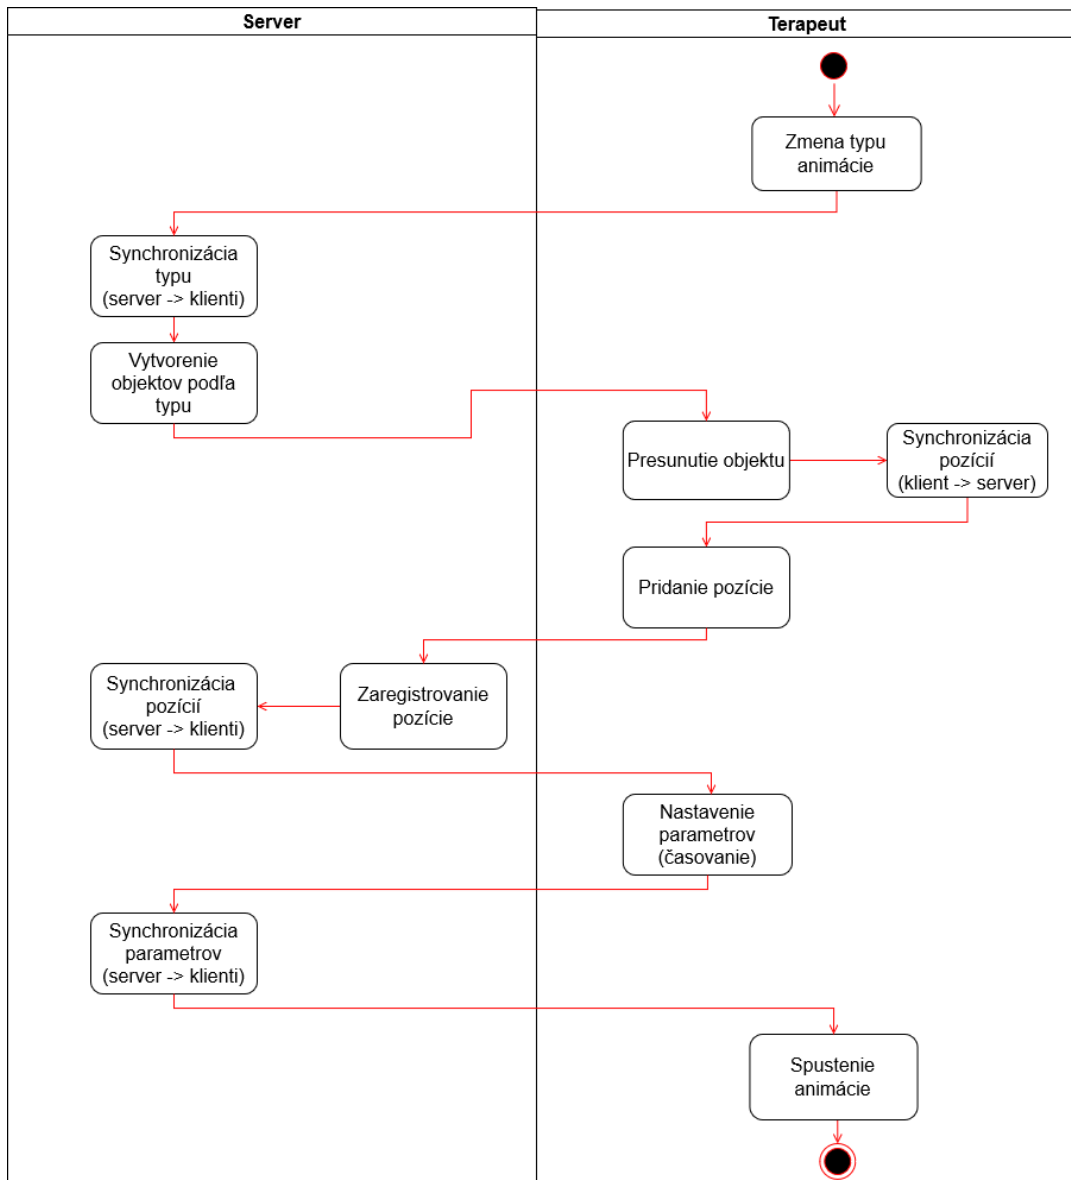 Server
Terapeut
Zmena typu
animácie
Synchronizácia
typu
(server -> klienti)
Vytvorenie
objektov podľa
typu
Presunutie objektu
Synchronizácia
pozícií
(klient -> server)
Pridanie pozície
Zaregistrovanie
pozície
Synchronizácia
pozícií
(server -> klienti)
Nastavenie
parametrov
(časovanie)
Synchronizácia
parametrov
(server -> klienti)
Spustenie
animácie